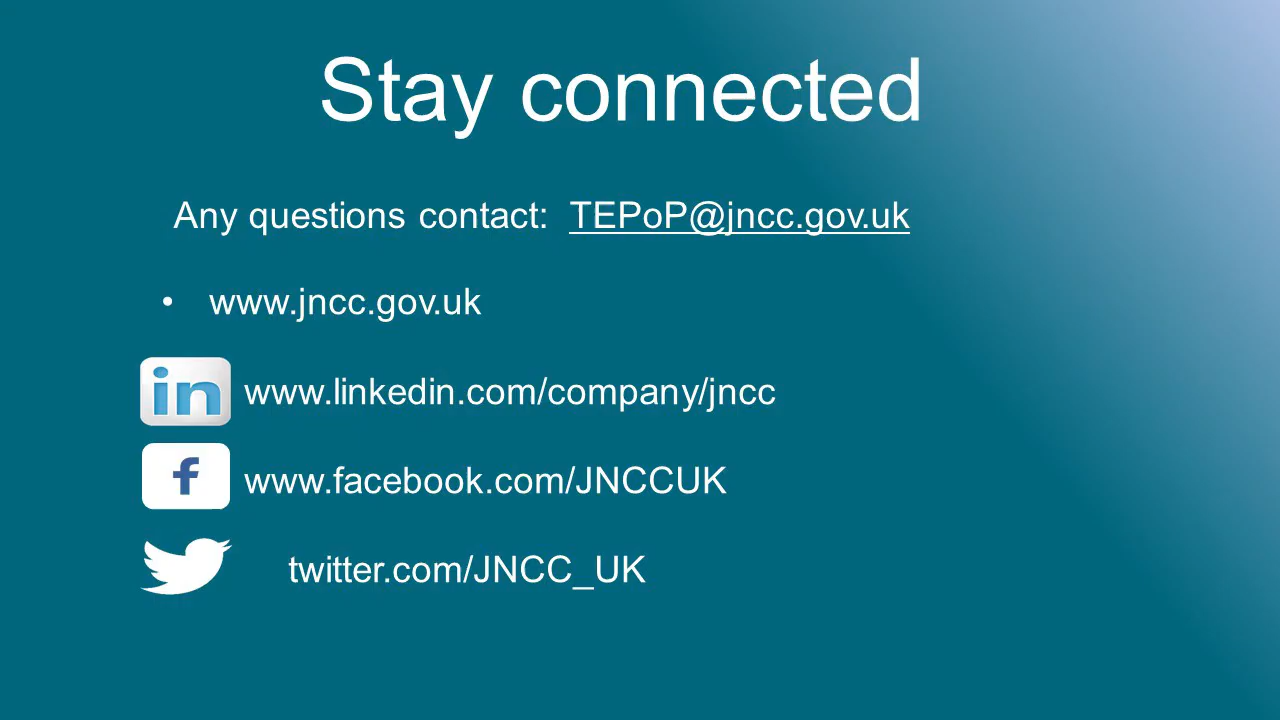 Stay connected
Any questions contact: TEPoP@jncc.gov.uk
• www.jncc.gov.uk
in www.linkedin.com/company/jncc
f www.facebook.com/JNCCUK
twitter.com/JNCC_UK